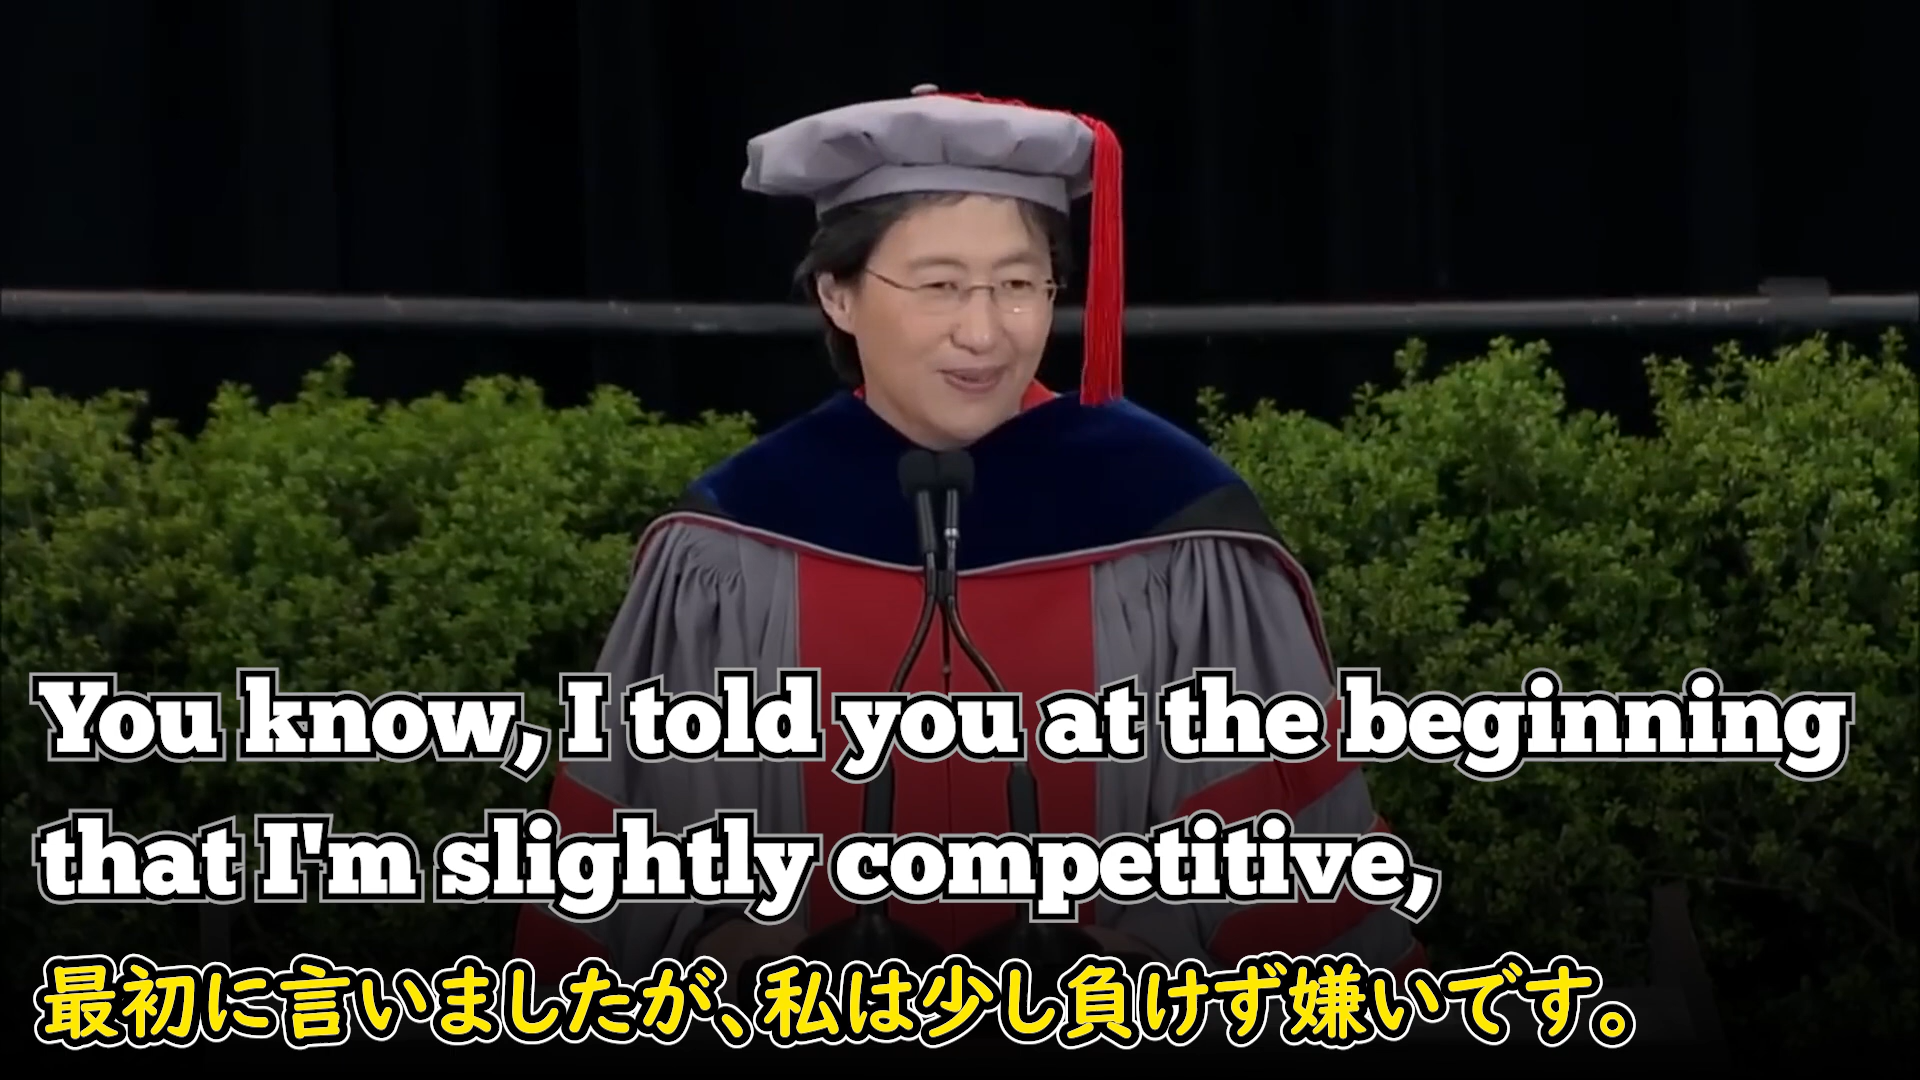 You know, I told you at the beginning
that I'm slightly competitive,
最初に言いましたが、私は少し負けず嫌いです。